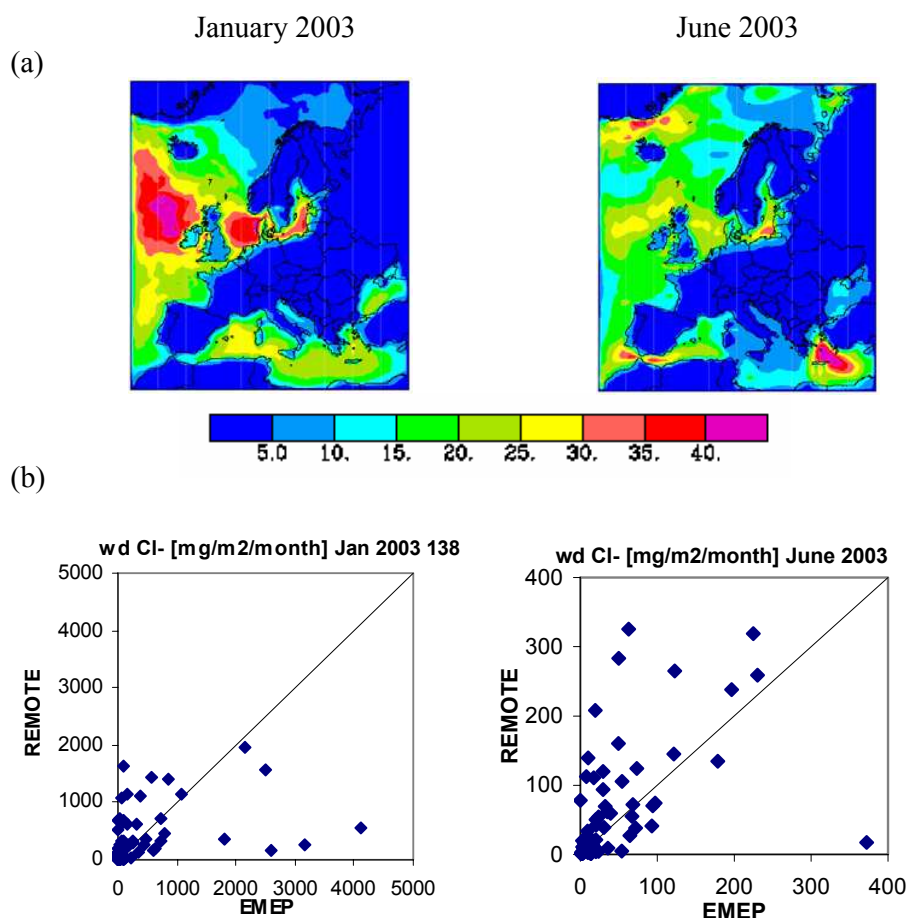 January 2003 June 2003
(a)
5.0 10. 15. 20. 25. 30. 35. 40.
(b)
wd Cl- [mg/m2/month] Jan 2003 138
5000
4000
3000
2000
1000
0
REMOTE
0 1000 2000 3000 4000 5000
EMEP
wd Cl- [mg/m2/month] June 2003
400
300
200
100
0
REMOTE
0 100 200 300 400
EMEP